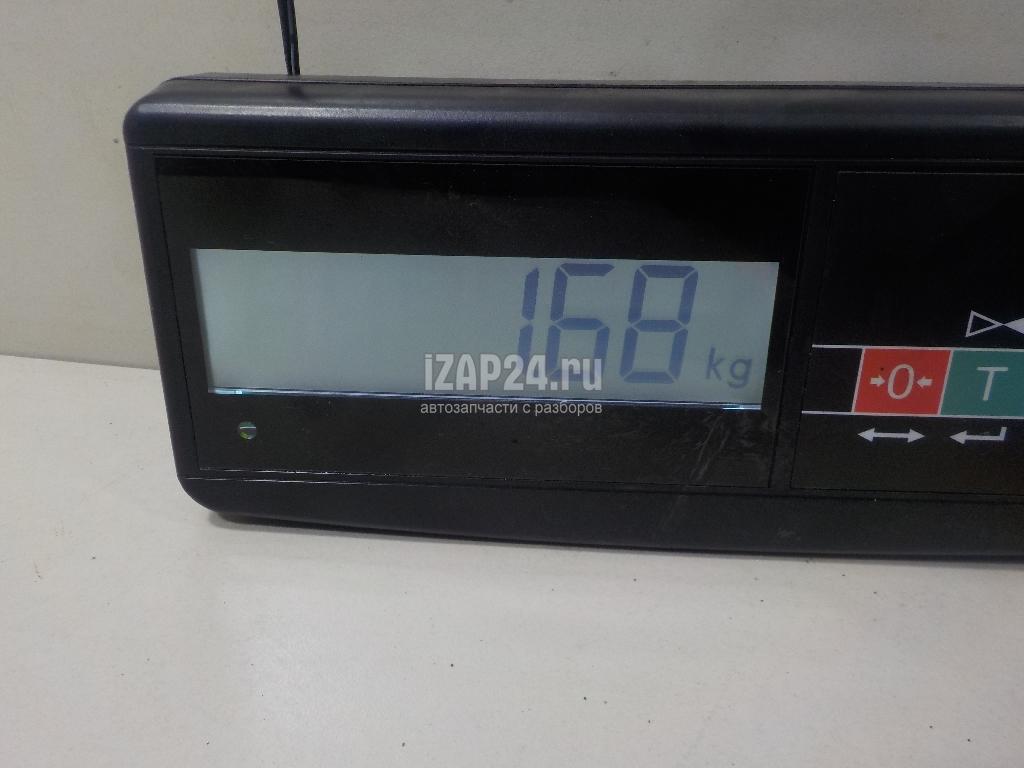 168 kg
iZAP24.ru
автозапчасти с разборов
→0← T